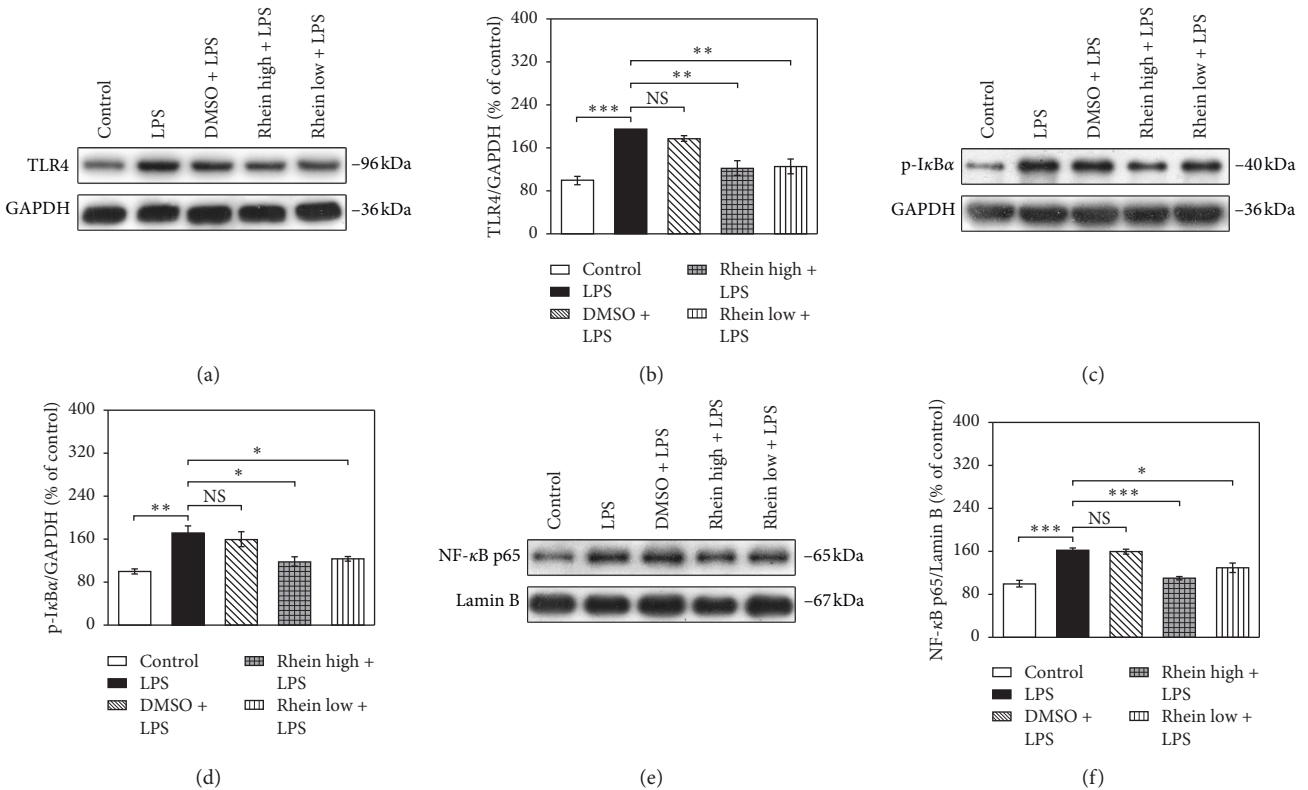 Control
LPS
DMSO + LPS
Rhein high + LPS
Rhein low + LPS
TLR4
–96 kDa
GAPDH
–36 kDa
(a)
TLR4/GAPDH (% of control)
400
320
240
160
80
0
***
NS
**
**
Control
LPS
DMSO +
LPS
Rhein high +
LPS
Rhein low +
LPS
(b)
Control
LPS
DMSO + LPS
Rhein high + LPS
Rhein low + LPS
p-IκBα
–40 kDa
GAPDH
–36 kDa
(c)
p-IκBα/GAPDH (% of control)
400
320
240
160
80
0
**
NS
*
*
Control
LPS
DMSO +
LPS
Rhein high +
LPS
Rhein low +
LPS
(d)
Control
LPS
DMSO + LPS
Rhein high + LPS
Rhein low + LPS
NF-κB p65
–65 kDa
Lamin B
–67 kDa
(e)
NF-κB p65/Lamin B (% of control)
400
320
240
160
80
0
***
NS
***
*
Control
LPS
DMSO +
LPS
Rhein high +
LPS
Rhein low +
LPS
(f)